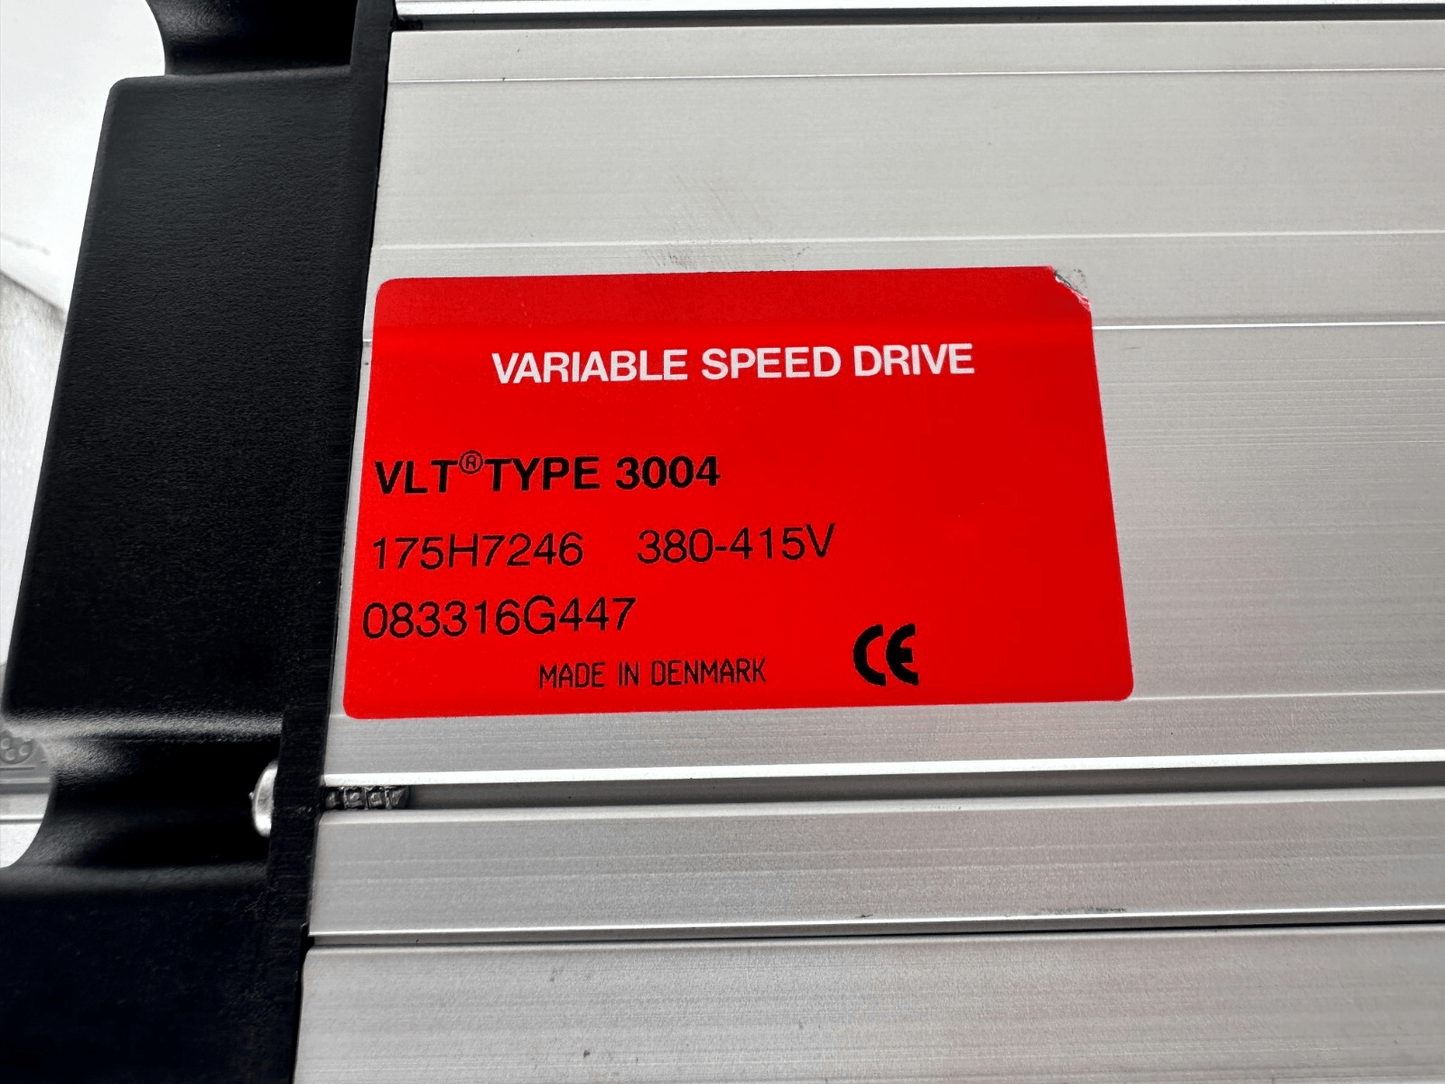 VARIABLE SPEED DRIVE
VLT® TYPE 3004
175H7246 380-415V
083316G447
MADE IN DENMARK CE